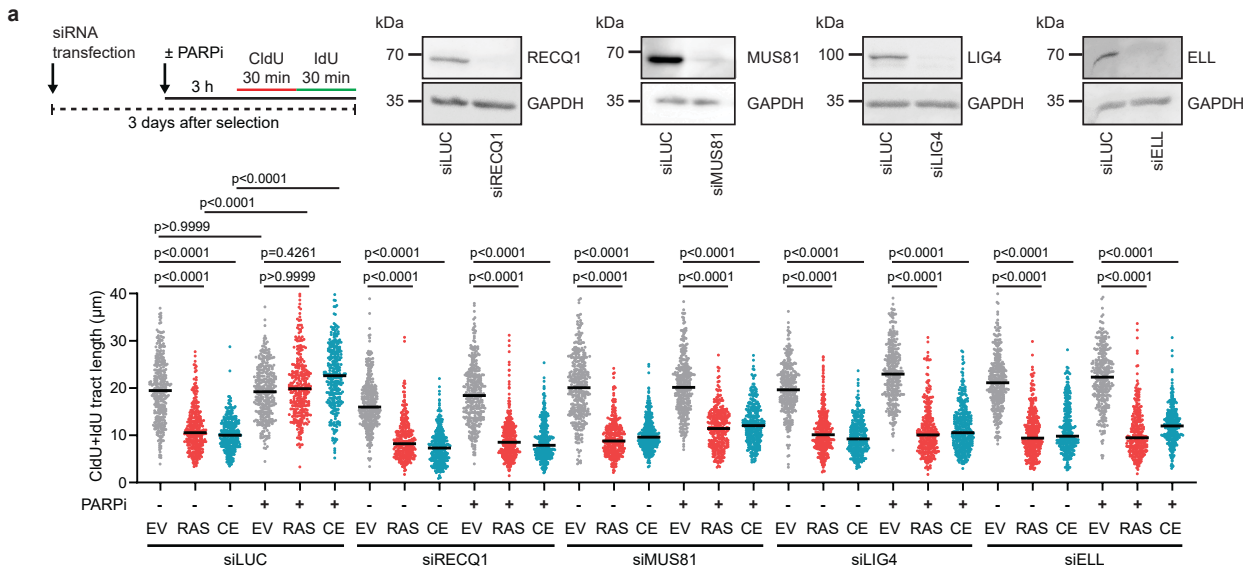 a
siRNA
transfection
± PARPi
3 h
CldU
30 min
IdU
30 min
3 days after selection
kDa
70
35
RECQ1
GAPDH
siLUC
siRECQ1
kDa
70
35
MUS81
GAPDH
siLUC
siMUS81
kDa
100
35
LIG4
GAPDH
siLUC
siLIG4
kDa
70
35
ELL
GAPDH
siLUC
siELL
p<0.0001
p<0.0001
p>0.9999
p<0.0001 p=0.4261 p<0.0001 p<0.0001 p<0.0001 p<0.0001 p<0.0001 p<0.0001 p<0.0001 p<0.0001
p<0.0001 p>0.9999 p<0.0001 p<0.0001 p<0.0001 p<0.0001 p<0.0001 p<0.0001 p<0.0001 p<0.0001
CldU+IdU tract length (µm)
40
30
20
10
0
PARPi - - - + + + - - - + + + - - - + + + - - - + + + - - - + + +
EV RAS CE EV RAS CE EV RAS CE EV RAS CE EV RAS CE EV RAS CE EV RAS CE EV RAS CE EV RAS CE EV RAS CE
siLUC siRECQ1 siMUS81 siLIG4 siELL